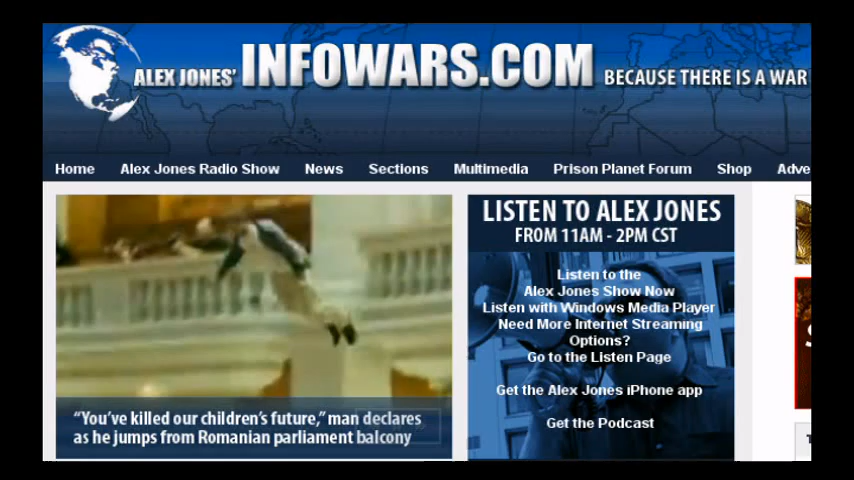 ALEX JONES' INFOWARS.COM BECAUSE THERE IS A WAR
Home Alex Jones Radio Show News Sections Multimedia Prison Planet Forum Shop Adve
LISTEN TO ALEX JONES
FROM 11AM - 2PM CST
Listen to the
Alex Jones Show Now
Listen with Windows Media Player
Need More Internet Streaming
Options?
Go to the Listen Page
Get the Alex Jones iPhone app
Get the Podcast
“You've killed our children's future,” man declares
as he jumps from Romanian parliament balcony